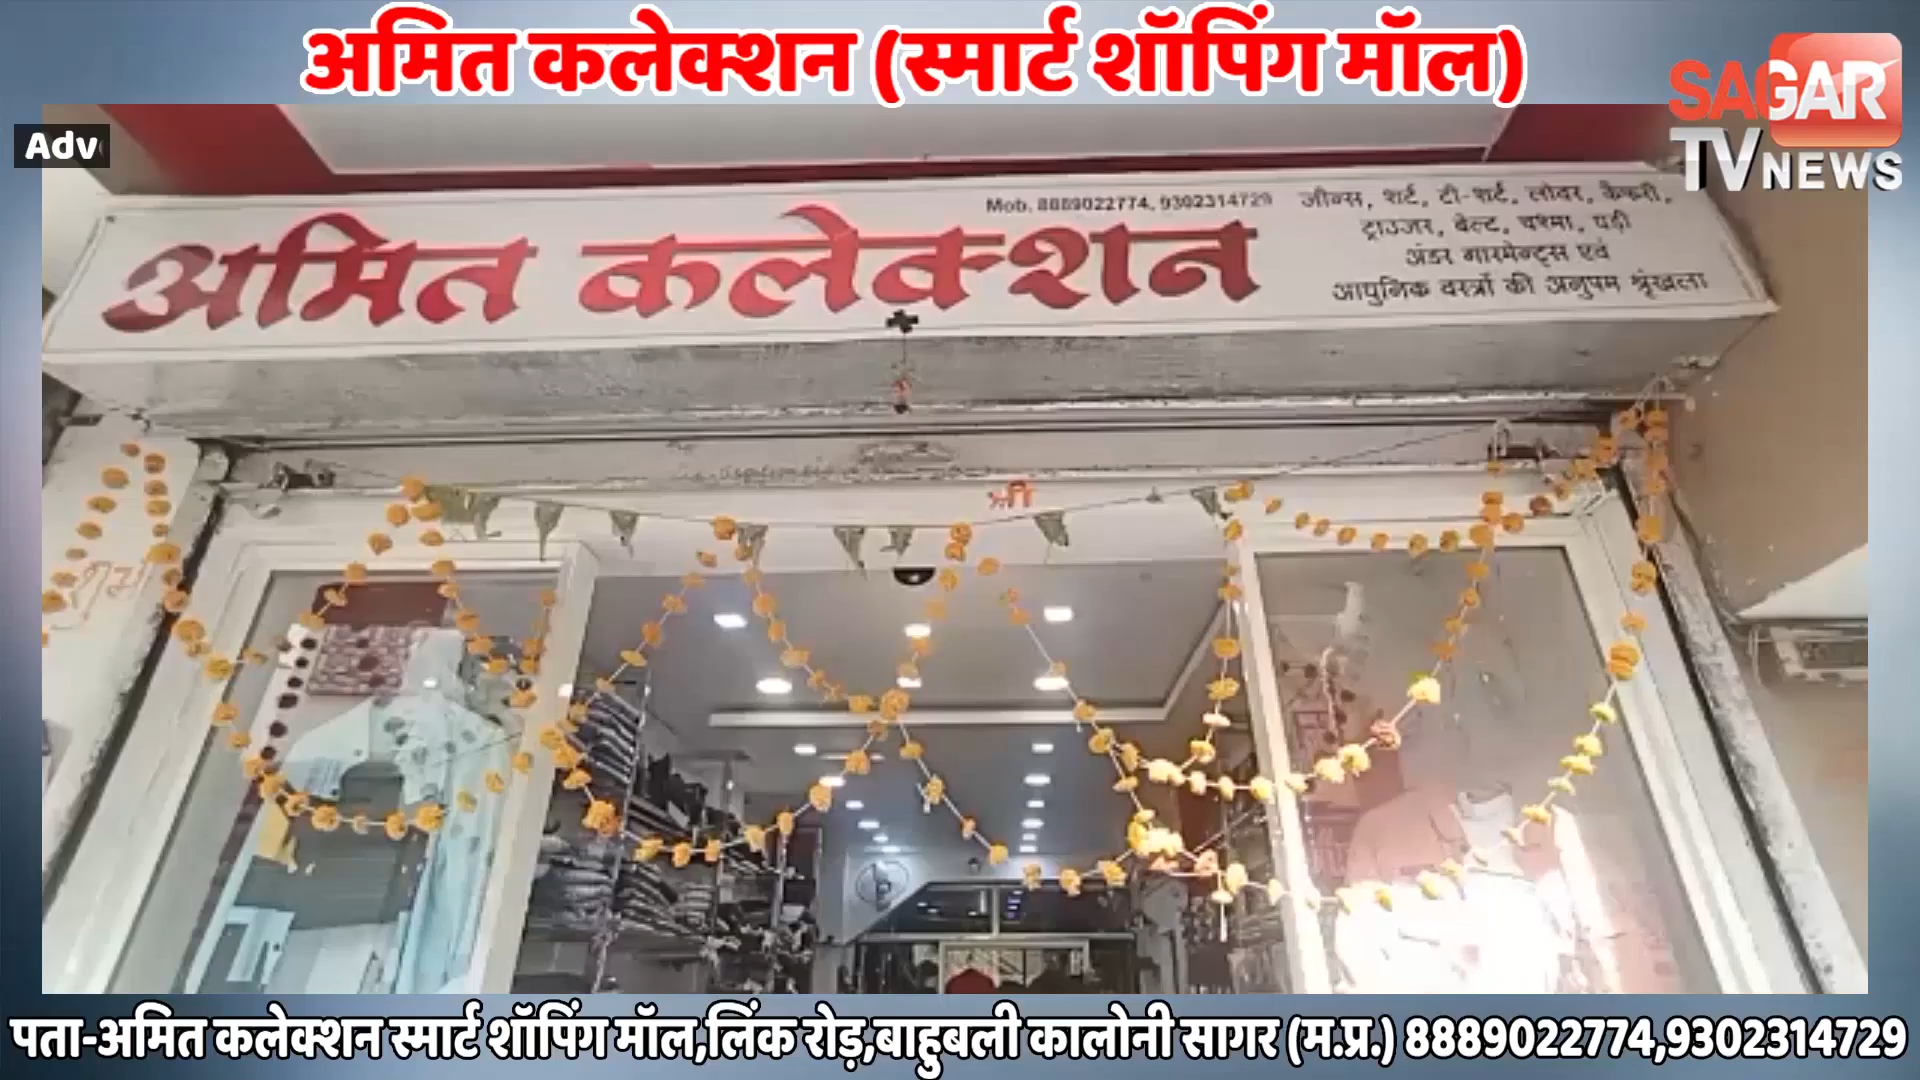 अमित कलेक्शन (स्मार्ट शॉपिंग मॉल)
SAGAR
TV NEWS
Adv
Mob. 8889022774, 9302314729
अमित कलेक्शन
जीन्स, शर्ट, टी-शर्ट, लोवर, कैपरी,
ट्राउजर, बेल्ट, चश्मा, घड़ी
अंडर गारमेन्ट्स एवं
आधुनिक वस्त्रों की अनुपम श्रृंखला
श्री
पता-अमित कलेक्शन स्मार्ट शॉपिंग मॉल,लिंक रोड़,बाहुबली कालोनी सागर (म.प्र.) 8889022774,9302314729